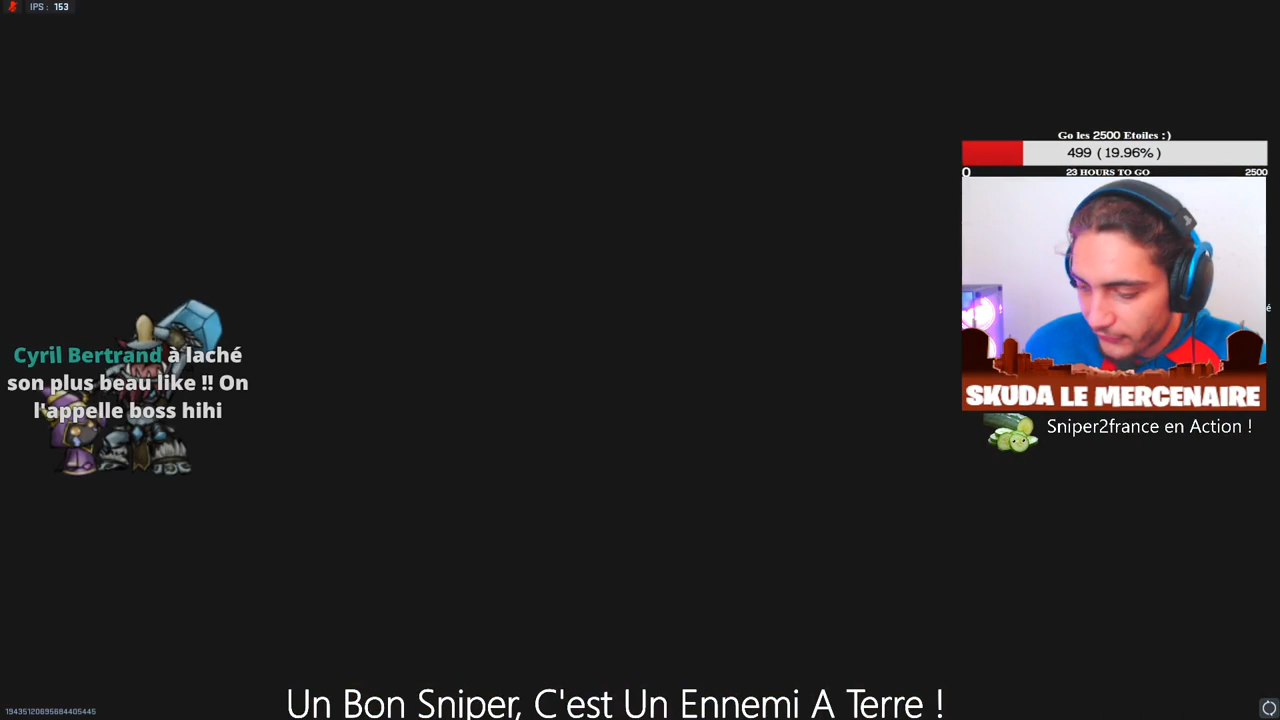 IPS : 153
Go les 2500 Etoiles :)
499 ( 19.96% )
0 23 HOURS TO GO 2500
é
Cyril Bertrand à laché
son plus beau like !! On
l'appelle boss hihi
SKUDA LE MERCENAIRE
Sniper2france en Action !
Un Bon Sniper, C'est Un Ennemi A Terre !
19435120695684405445